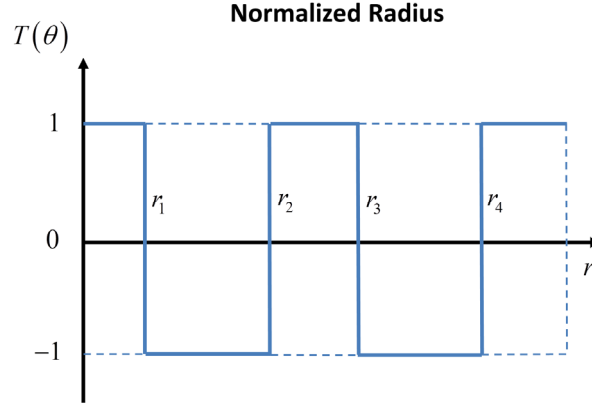 Normalized Radius
T(θ)
1
r₁ r₂ r₃ r₄
0
r
−1